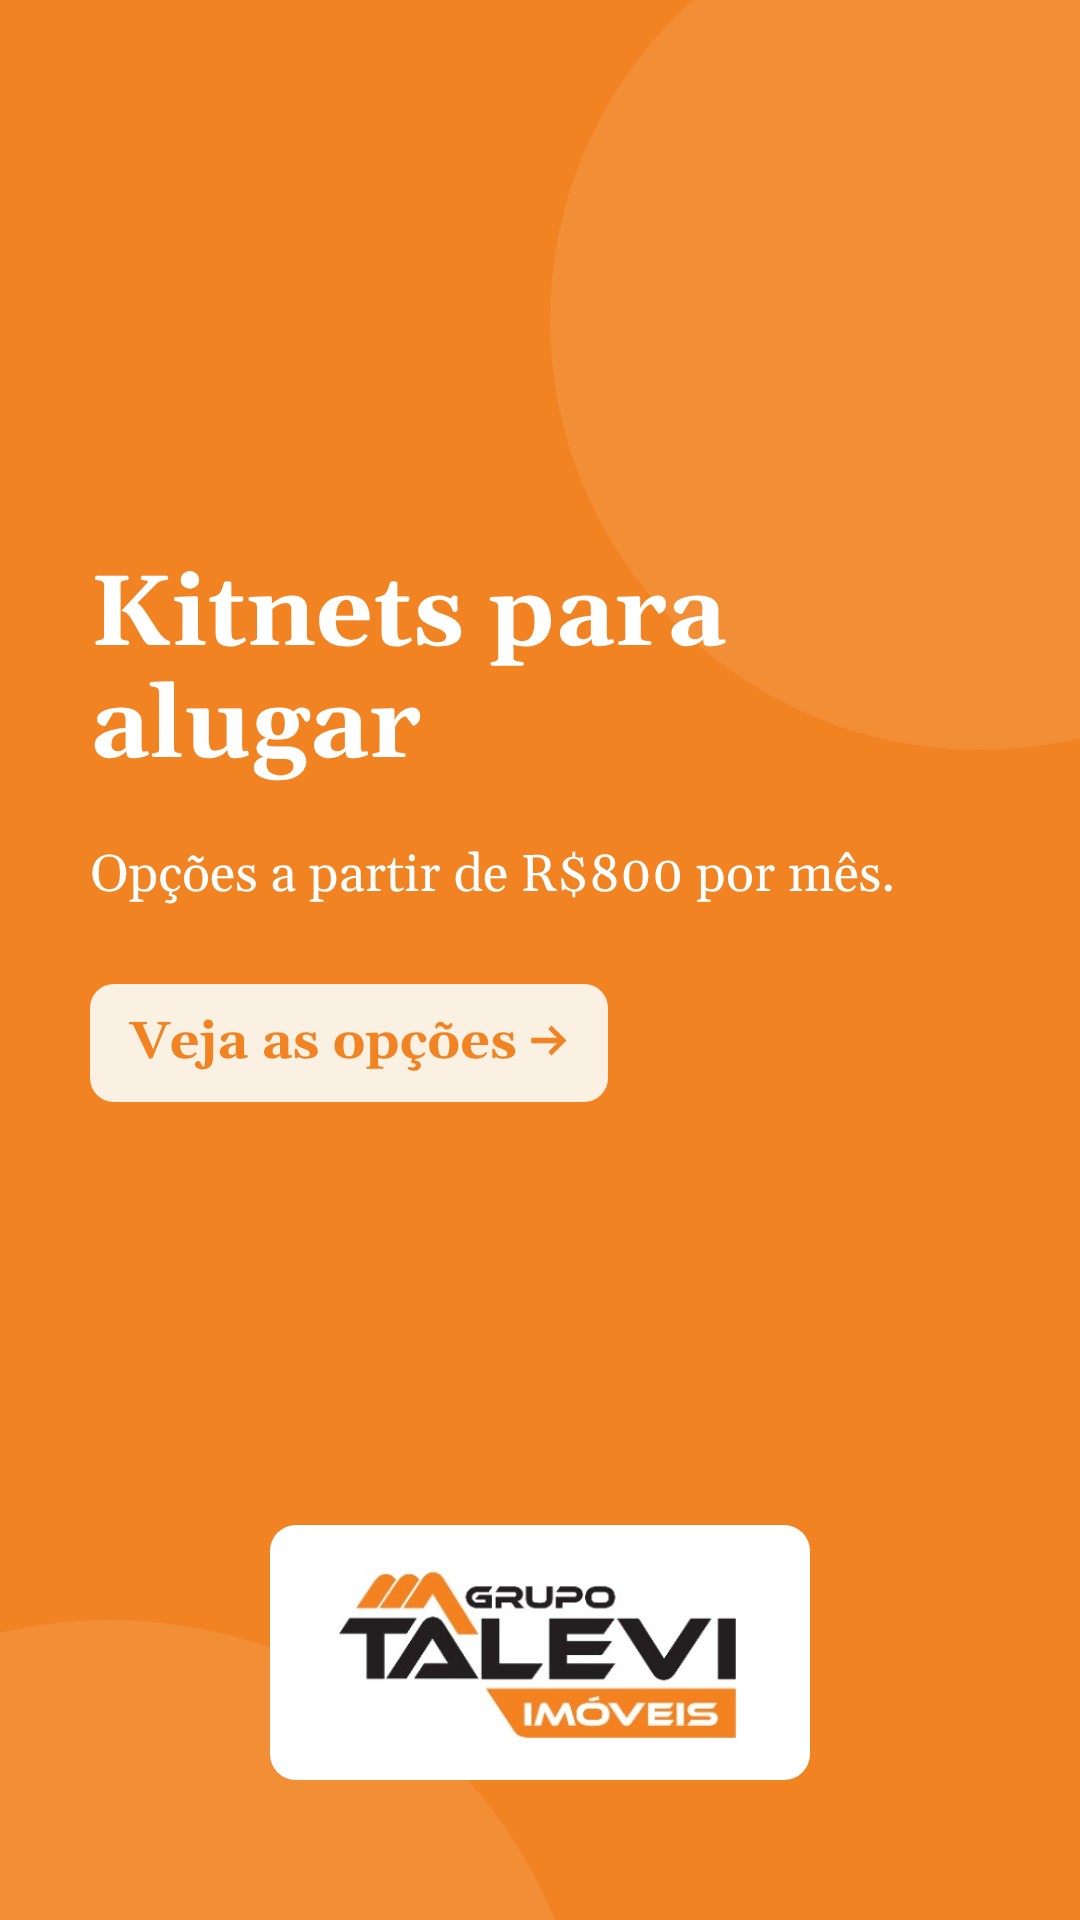 Kitnets para
alugar
Opções a partir de R$800 por mês.
Veja as opções →
GRUPO
TALEVI
IMÓVEIS